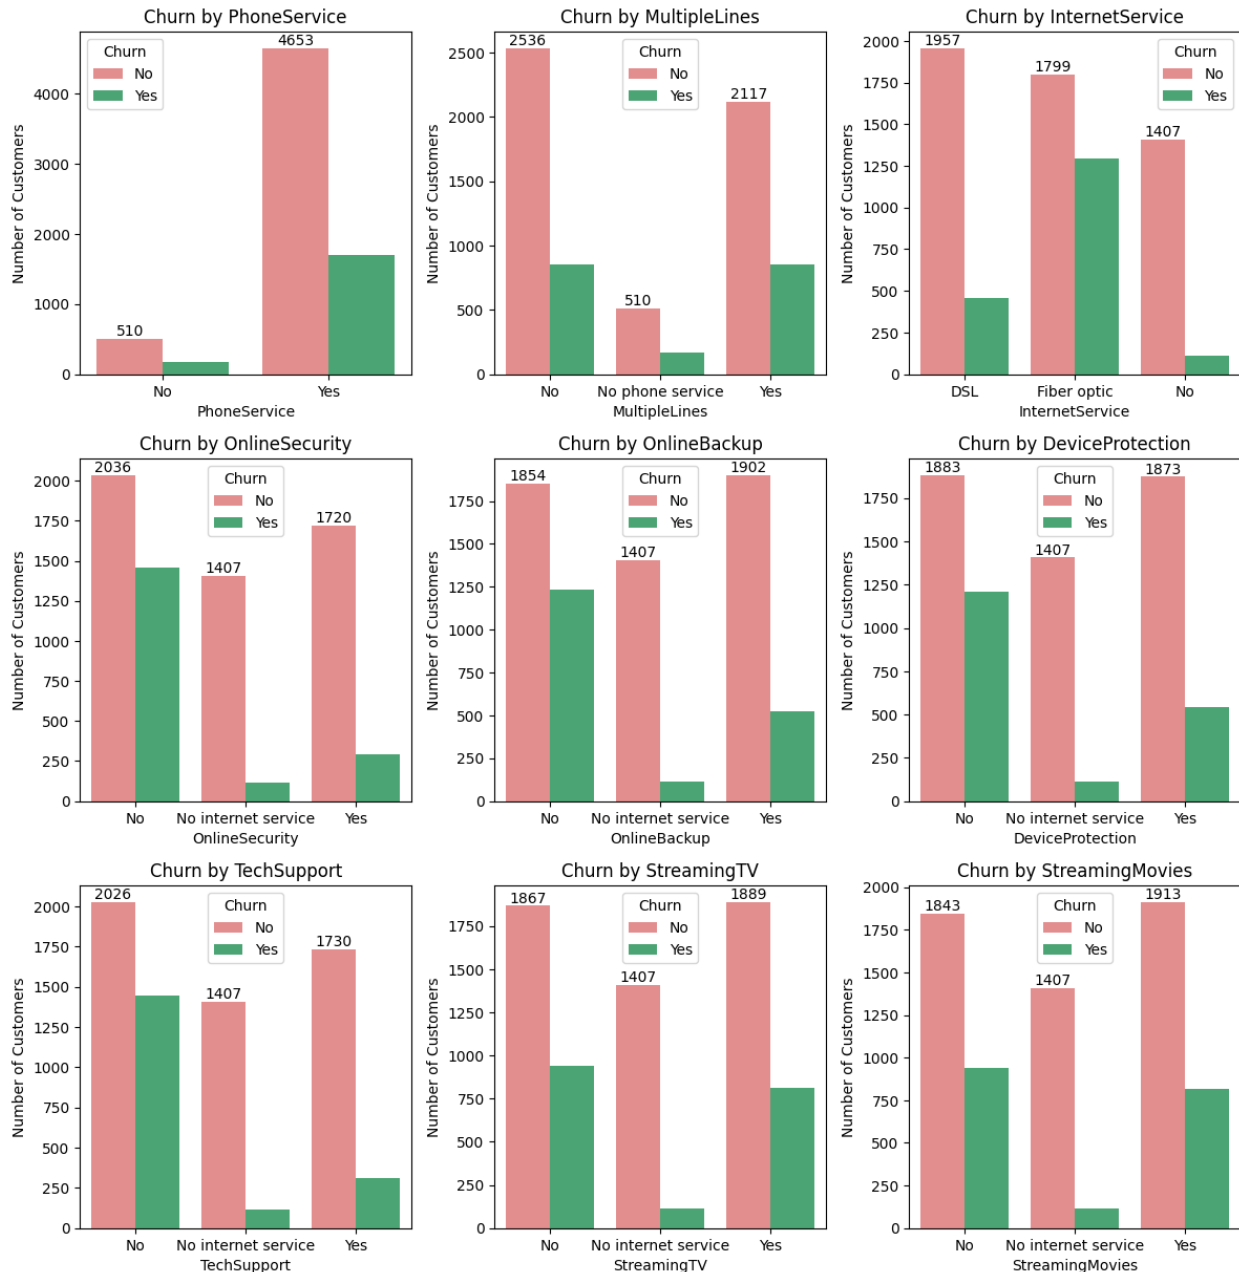 Churn by PhoneService
4653
Churn
No
Yes
4000
3000
2000
1000
0
510
Number of Customers
No
Yes
PhoneService
Churn by MultipleLines
2536
Churn
No
Yes
2117
2500
2000
1500
1000
500
0
510
Number of Customers
No
No phone service
Yes
MultipleLines
Churn by InternetService
1957
1799
1407
Churn
No
Yes
2000
1750
1500
1250
1000
750
500
250
0
Number of Customers
DSL
Fiber optic
No
InternetService
Churn by OnlineSecurity
2036
1407
1720
Churn
No
Yes
2000
1750
1500
1250
1000
750
500
250
0
Number of Customers
No
No internet service
Yes
OnlineSecurity
Churn by OnlineBackup
1854
1407
1902
Churn
No
Yes
1750
1500
1250
1000
750
500
250
0
Number of Customers
No
No internet service
Yes
OnlineBackup
Churn by DeviceProtection
1883
1407
1873
Churn
No
Yes
1750
1500
1250
1000
750
500
250
0
Number of Customers
No
No internet service
Yes
DeviceProtection
Churn by TechSupport
2026
1407
1730
Churn
No
Yes
2000
1750
1500
1250
1000
750
500
250
0
Number of Customers
No
No internet service
Yes
TechSupport
Churn by StreamingTV
1867
1407
1889
Churn
No
Yes
1750
1500
1250
1000
750
500
250
0
Number of Customers
No
No internet service
Yes
StreamingTV
Churn by StreamingMovies
1843
1407
1913
Churn
No
Yes
2000
1750
1500
1250
1000
750
500
250
0
Number of Customers
No
No internet service
Yes
StreamingMovies